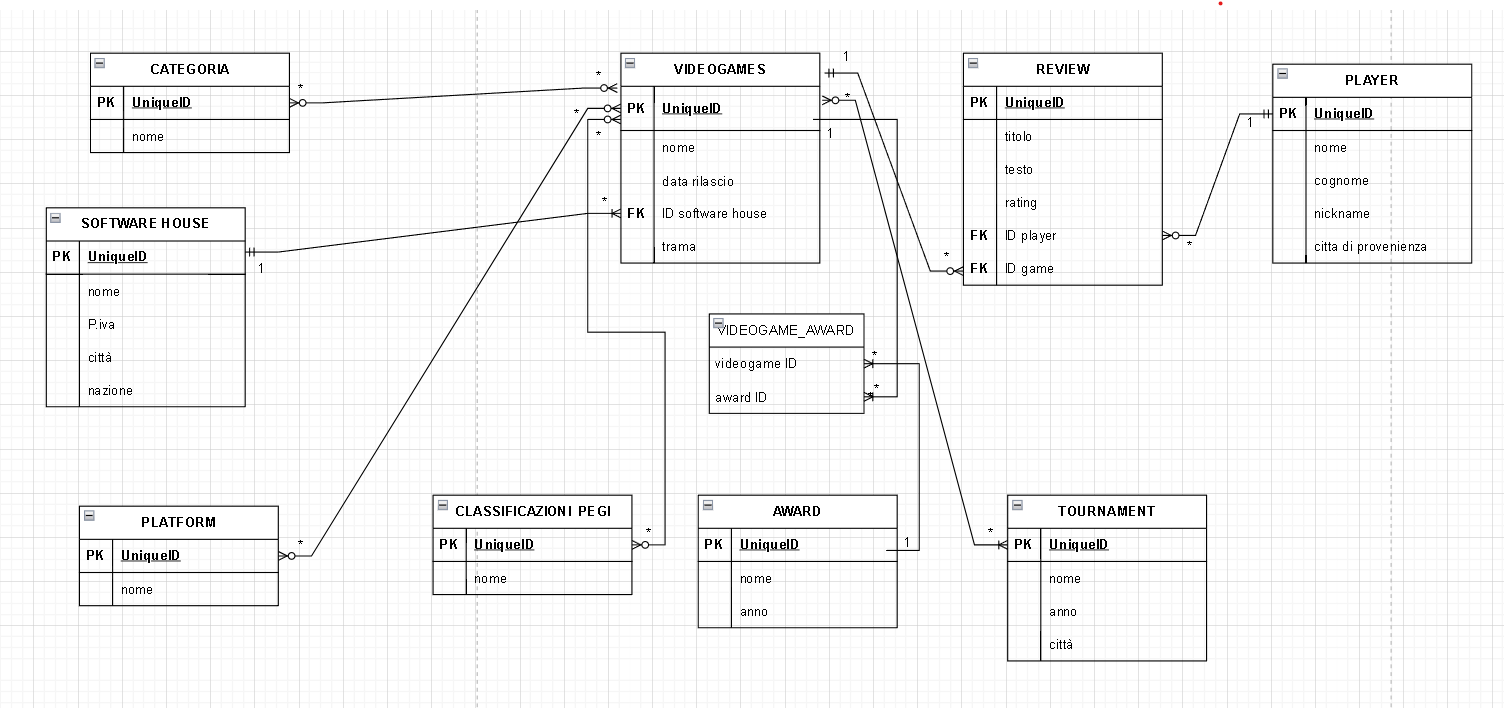 CATEGORIA
PK UniqueID
nome
*
*
SOFTWARE HOUSE
PK UniqueID
nome
P.iva
città
nazione
1
*
PLATFORM
PK UniqueID
nome
*
*
VIDEOGAMES
PK UniqueID
nome
data rilascio
FK ID software house
trama
*
1
*
1
CLASSIFICAZIONI PEGI
PK UniqueID
nome
*
VIDEOGAME_AWARD
videogame ID
award ID
*
*
AWARD
PK UniqueID
nome
anno
1
REVIEW
PK UniqueID
titolo
testo
rating
FK ID player
FK ID game
*
*
PLAYER
PK UniqueID
nome
cognome
nickname
citta di provenienza
1
TOURNAMENT
PK UniqueID
nome
anno
città
*